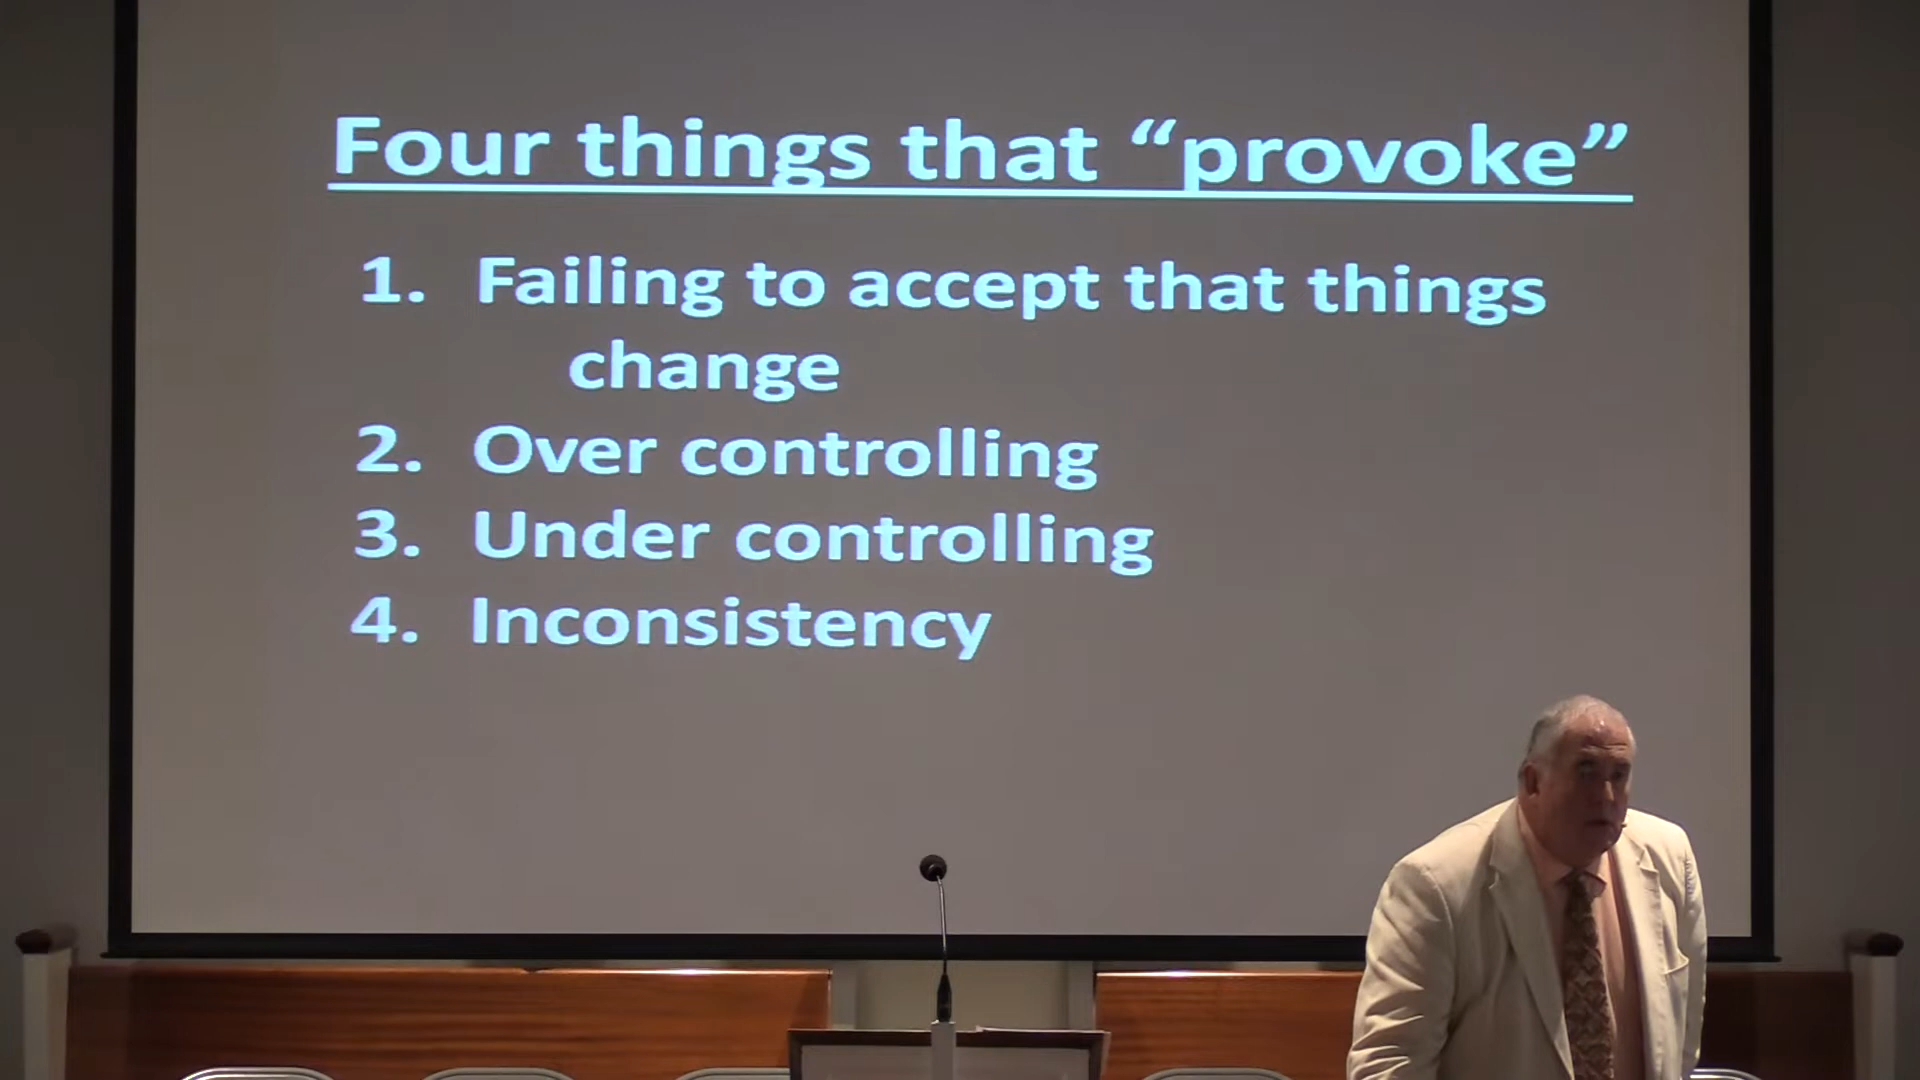 Four things that “provoke”
1. Failing to accept that things
change
2. Over controlling
3. Under controlling
4. Inconsistency